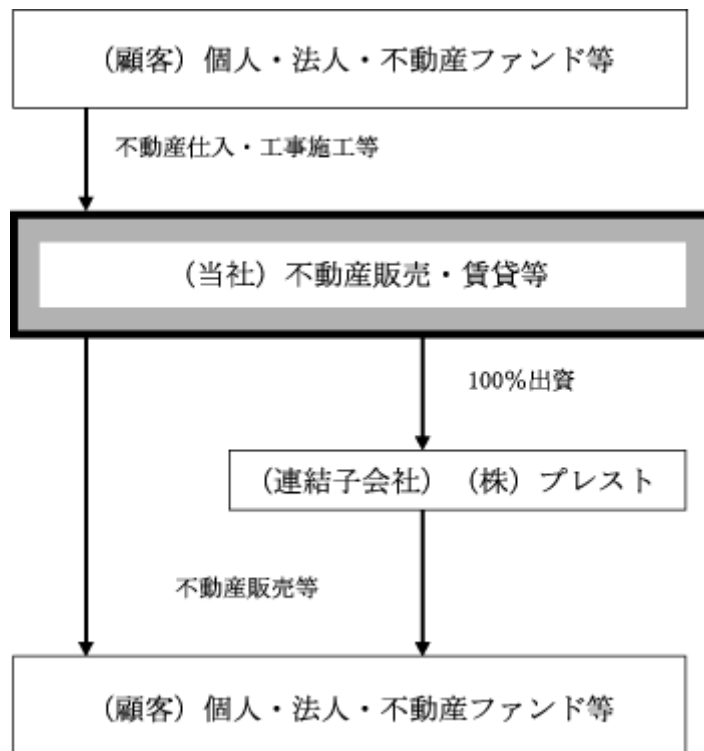 （顧客）個人・法人・不動産ファンド等
不動産仕入・工事施工等
（当社）不動産販売・賃貸等
100％出資
（連結子会社）（株）プレスト
不動産販売等
（顧客）個人・法人・不動産ファンド等